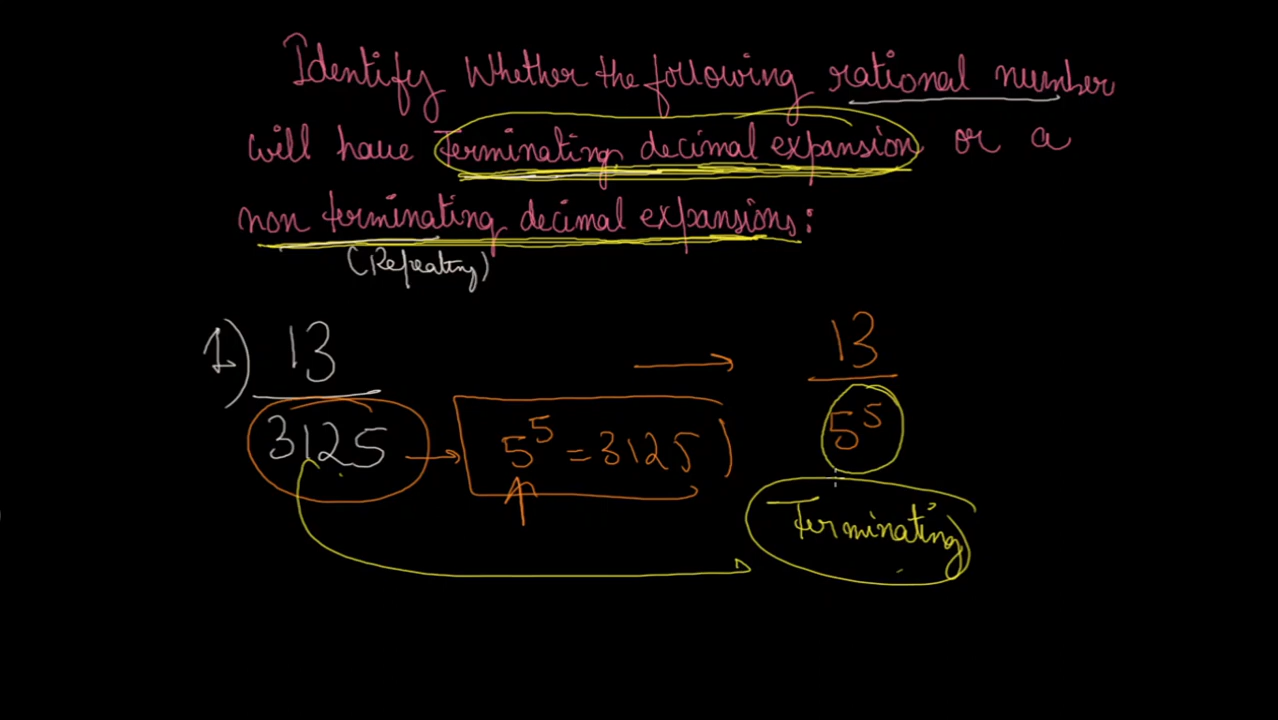 Identify Whether the following rational number
will have Terminating decimal expansion or a
non terminating decimal expansions:
(Repeating)
1) 13/3125 → 5^5 = 3125) → 13/5^5
Terminating